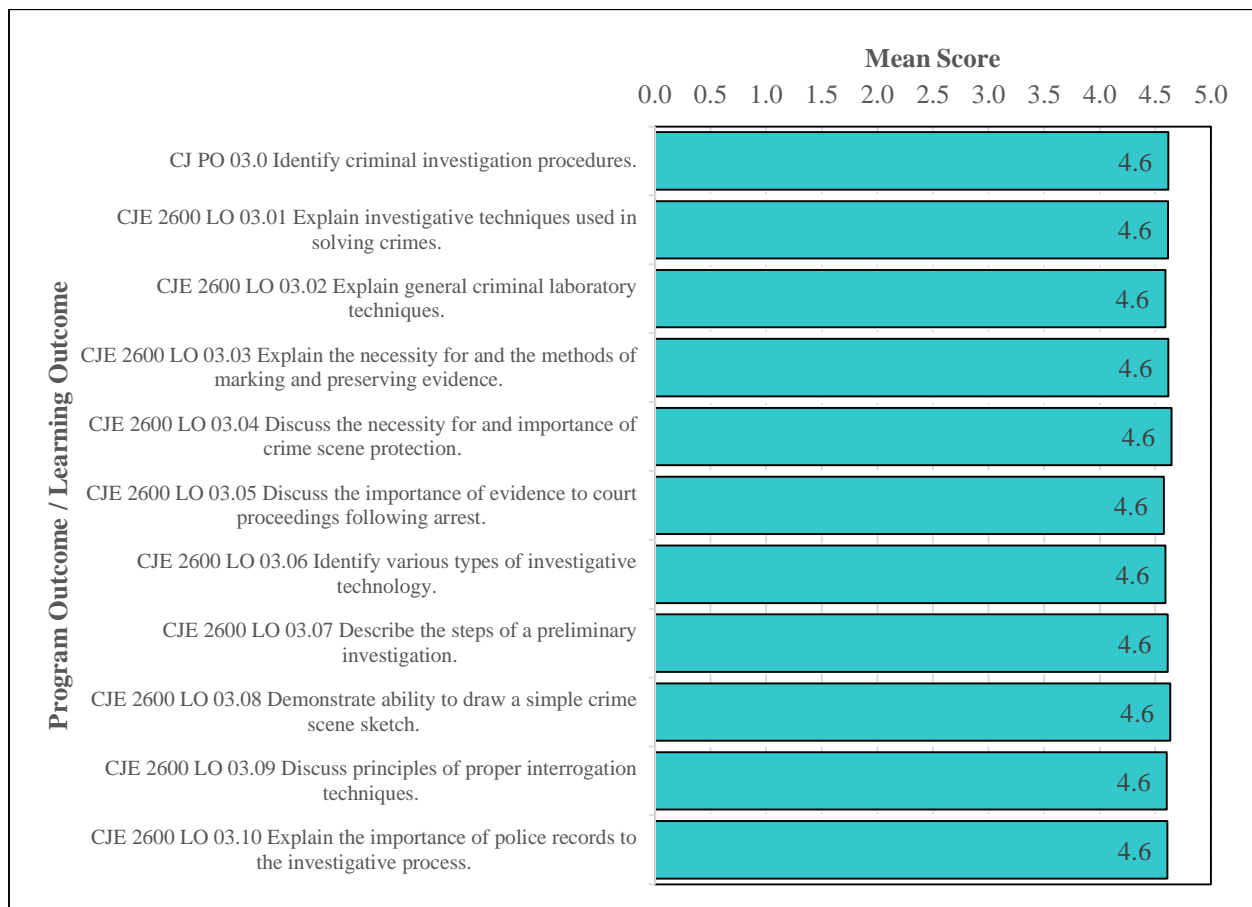 Mean Score
0.0 0.5 1.0 1.5 2.0 2.5 3.0 3.5 4.0 4.5 5.0
Program Outcome / Learning Outcome
CJ PO 03.0 Identify criminal investigation procedures.
4.6
CJE 2600 LO 03.01 Explain investigative techniques used in
solving crimes.
4.6
CJE 2600 LO 03.02 Explain general criminal laboratory
techniques.
4.6
CJE 2600 LO 03.03 Explain the necessity for and the methods of
marking and preserving evidence.
4.6
CJE 2600 LO 03.04 Discuss the necessity for and importance of
crime scene protection.
4.6
CJE 2600 LO 03.05 Discuss the importance of evidence to court
proceedings following arrest.
4.6
CJE 2600 LO 03.06 Identify various types of investigative
technology.
4.6
CJE 2600 LO 03.07 Describe the steps of a preliminary
investigation.
4.6
CJE 2600 LO 03.08 Demonstrate ability to draw a simple crime
scene sketch.
4.6
CJE 2600 LO 03.09 Discuss principles of proper interrogation
techniques.
4.6
CJE 2600 LO 03.10 Explain the importance of police records to
the investigative process.
4.6